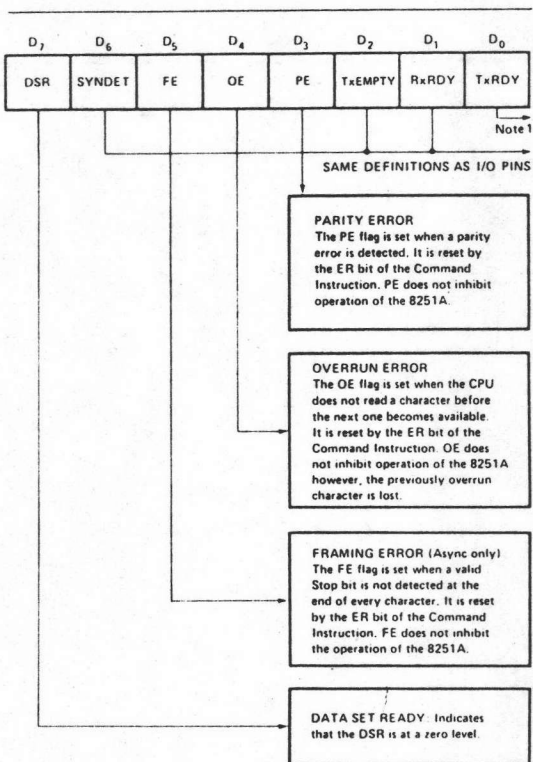 D7 D6 D5 D4 D3 D2 D1 D0
DSR SYNDET FE OE PE TxEMPTY RxRDY TxRDY
Note 1
SAME DEFINITIONS AS I/O PINS
PARITY ERROR
The PE flag is set when a parity
error is detected. It is reset by
the ER bit of the Command
Instruction. PE does not inhibit
operation of the 8251A.
OVERRUN ERROR
The OE flag is set when the CPU
does not read a character before
the next one becomes available.
It is reset by the ER bit of the
Command Instruction. OE does
not inhibit operation of the 8251A
however, the previously overrun
character is lost.
FRAMING ERROR (Async only)
The FE flag is set when a valid
Stop bit is not detected at the
end of every character. It is reset
by the ER bit of the Command
Instruction. FE does not inhibit
the operation of the 8251A.
DATA SET READY: Indicates
that the DSR is at a zero level.